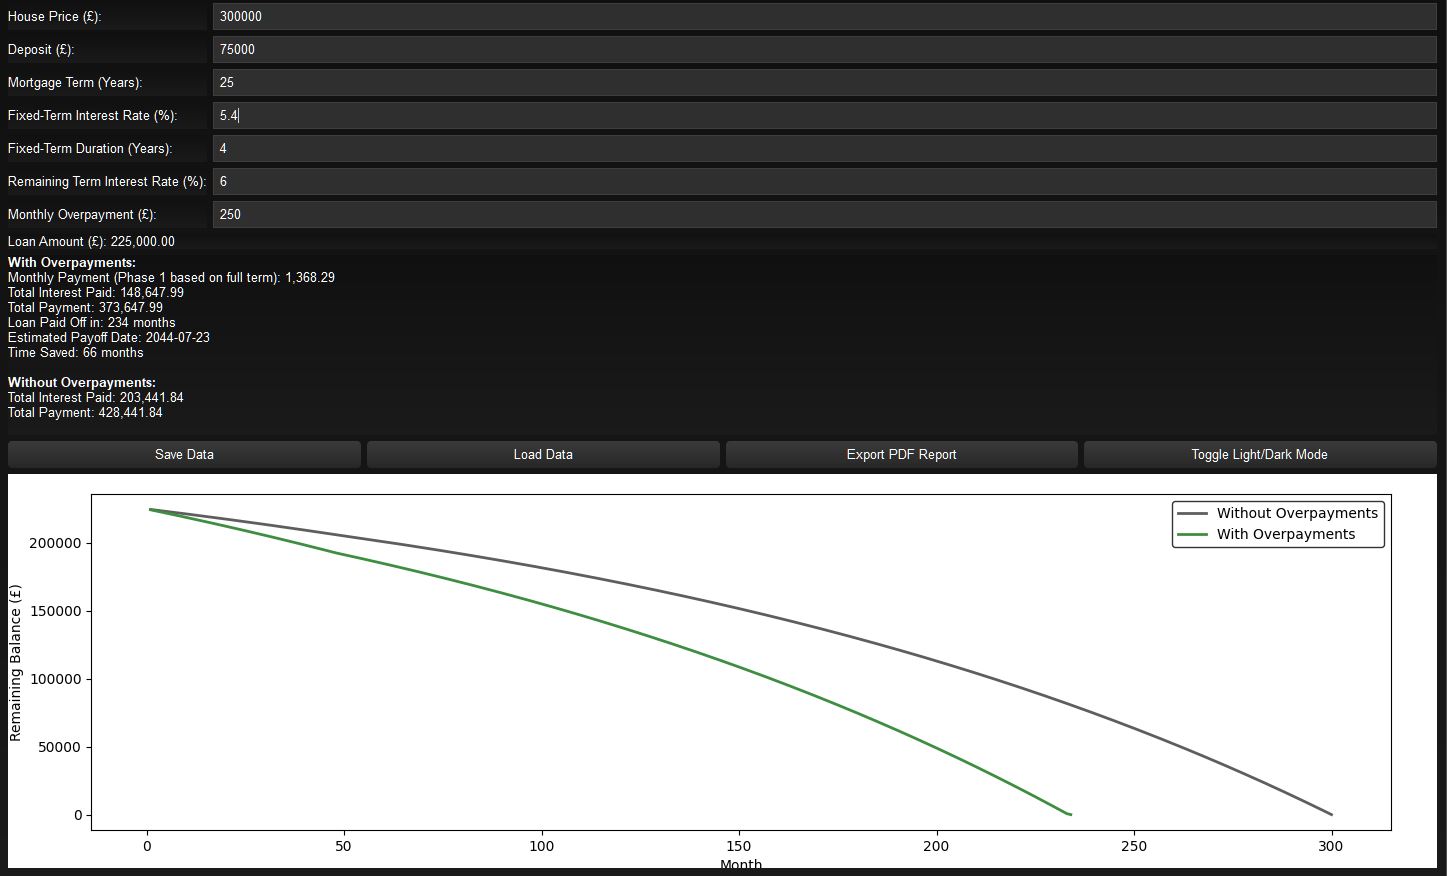 House Price (£): 300000
Deposit (£): 75000
Mortgage Term (Years): 25
Fixed-Term Interest Rate (%): 5.4
Fixed-Term Duration (Years): 4
Remaining Term Interest Rate (%): 6
Monthly Overpayment (£): 250
Loan Amount (£): 225,000.00
With Overpayments:
Monthly Payment (Phase 1 based on full term): 1,368.29
Total Interest Paid: 148,647.99
Total Payment: 373,647.99
Loan Paid Off in: 234 months
Estimated Payoff Date: 2044-07-23
Time Saved: 66 months
Without Overpayments:
Total Interest Paid: 203,441.84
Total Payment: 428,441.84
Save Data Load Data Export PDF Report Toggle Light/Dark Mode
Without Overpayments
With Overpayments
Remaining Balance (£)
200000
150000
100000
50000
0
0 50 100 150 200 250 300
Month